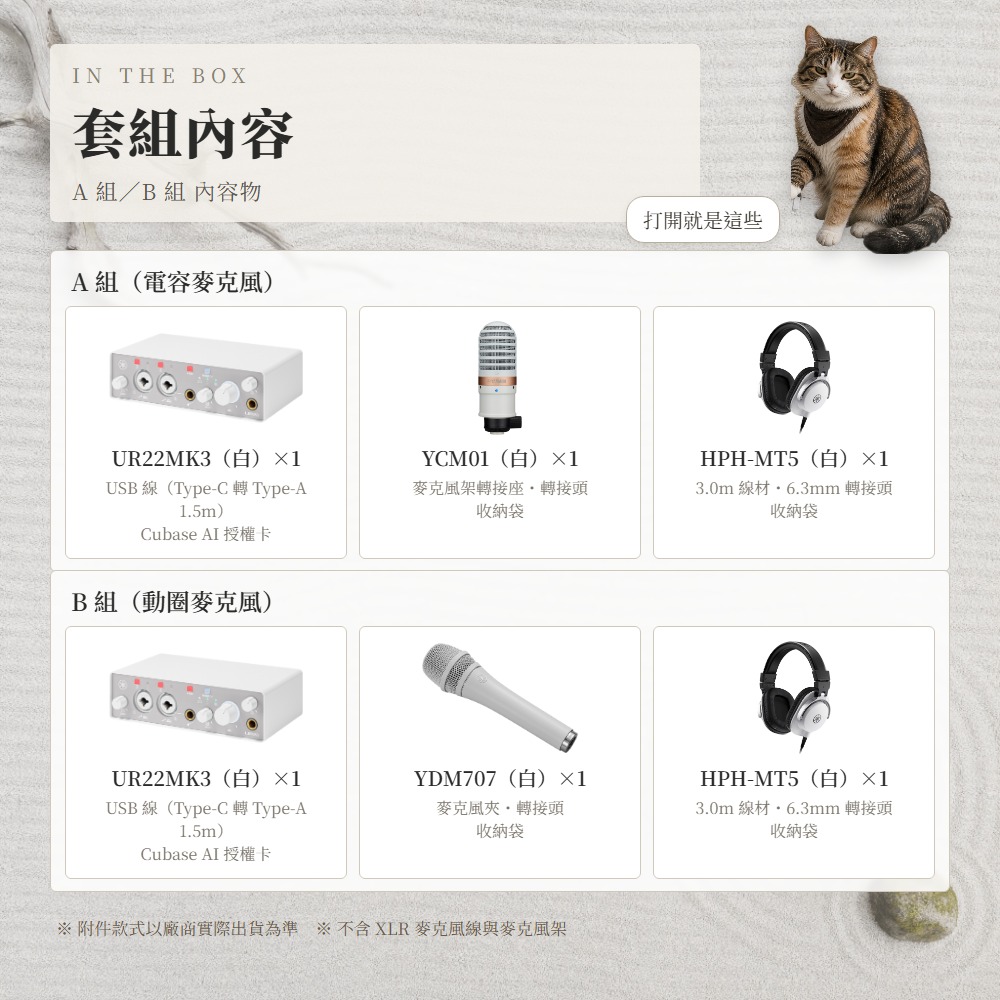 IN THE BOX
套組內容
A 組／B 組 內容物
打開就是這些
A 組（電容麥克風）
UR22MK3（白）×1
USB 線（Type-C 轉 Type-A
1.5m）
Cubase AI 授權卡
YCM01（白）×1
麥克風架轉接座・轉接頭
收納袋
HPH-MT5（白）×1
3.0m 線材・6.3mm 轉接頭
收納袋
B 組（動圈麥克風）
UR22MK3（白）×1
USB 線（Type-C 轉 Type-A
1.5m）
Cubase AI 授權卡
YDM707（白）×1
麥克風夾・轉接頭
收納袋
HPH-MT5（白）×1
3.0m 線材・6.3mm 轉接頭
收納袋
※ 附件款式以廠商實際出貨為準　※ 不含 XLR 麥克風線與麥克風架